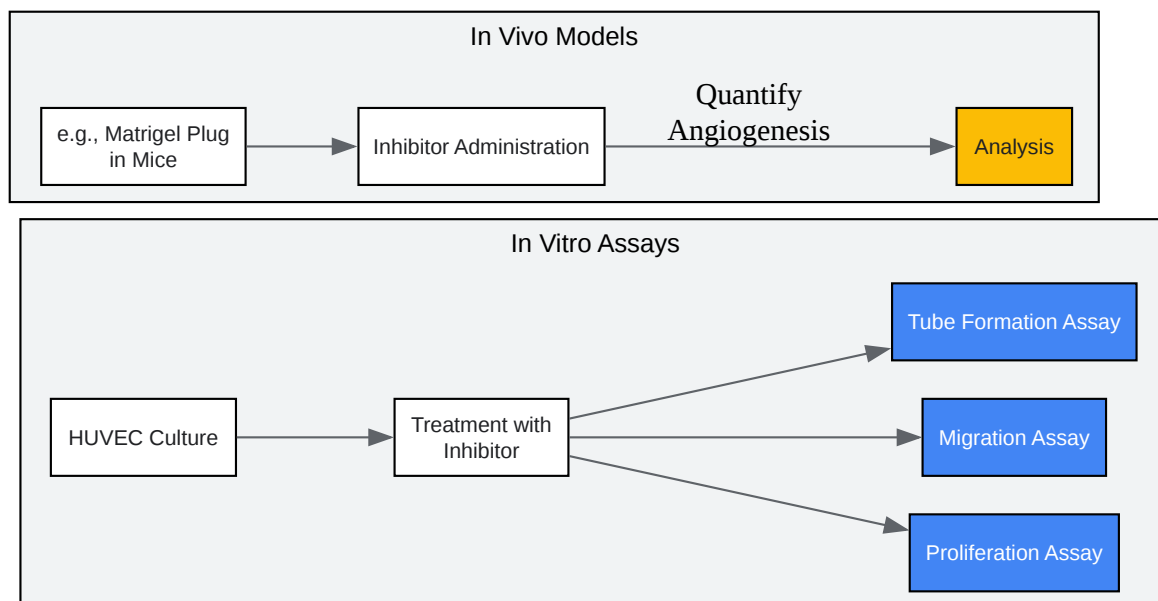 In Vivo Models
e.g., Matrigel Plug
in Mice
Inhibitor Administration
Quantify
Angiogenesis
Analysis
In Vitro Assays
HUVEC Culture
Treatment with
Inhibitor
Tube Formation Assay
Migration Assay
Proliferation Assay